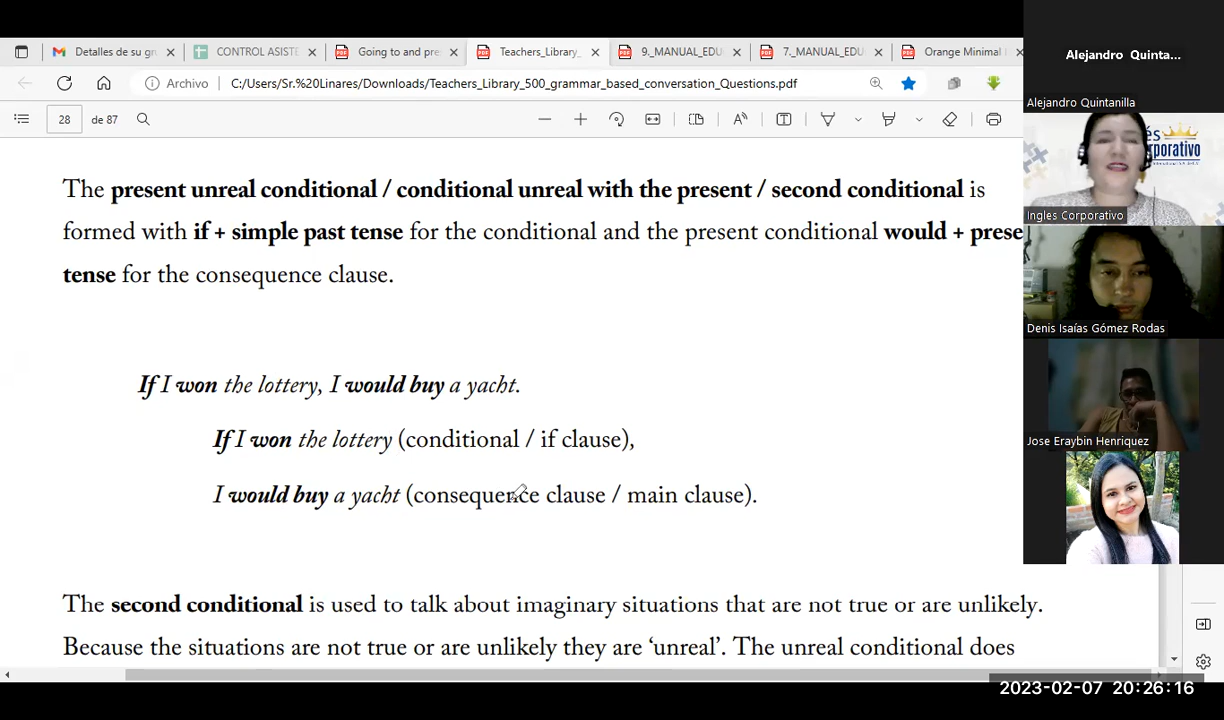 Detalles de su gr
CONTROL ASISTE
Going to and pre
Teachers_Library_
9._MANUAL_EDU
7._MANUAL_EDU
Orange Minimal
Archivo
C:/Users/Sr.%20Linares/Downloads/Teachers_Library_500_grammar_based_conversation_Questions.pdf
28 de 87
The present unreal conditional / conditional unreal with the present / second conditional is
formed with if + simple past tense for the conditional and the present conditional would + prese
tense for the consequence clause.
If I won the lottery, I would buy a yacht.
If I won the lottery (conditional / if clause),
I would buy a yacht (consequence clause / main clause).
The second conditional is used to talk about imaginary situations that are not true or are unlikely.
Because the situations are not true or are unlikely they are ‘unreal’. The unreal conditional does
Alejandro Quinta...
Alejandro Quintanilla
és
orporativo
Ingles Corporativo
Denis Isaías Gómez Rodas
Jose Eraybin Henriquez
2023-02-07 20:26:16